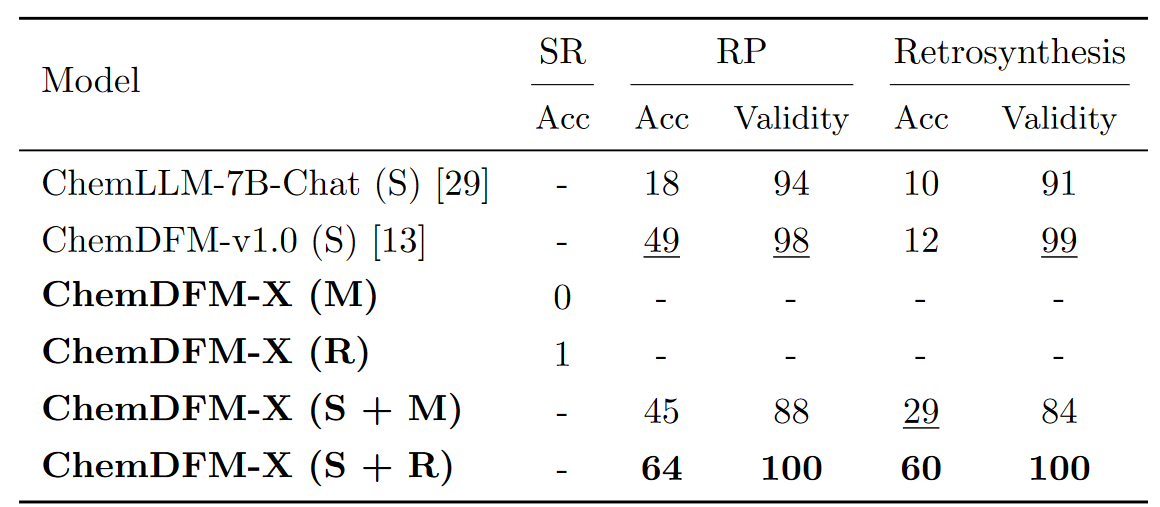 Model SR RP Retrosynthesis
Acc Acc Validity Acc Validity
ChemLLM-7B-Chat (S) [29] - 18 94 10 91
ChemDFM-v1.0 (S) [13] - 49 98 12 99
ChemDFM-X (M) 0 - - - -
ChemDFM-X (R) 1 - - - -
ChemDFM-X (S + M) - 45 88 29 84
ChemDFM-X (S + R) - 64 100 60 100